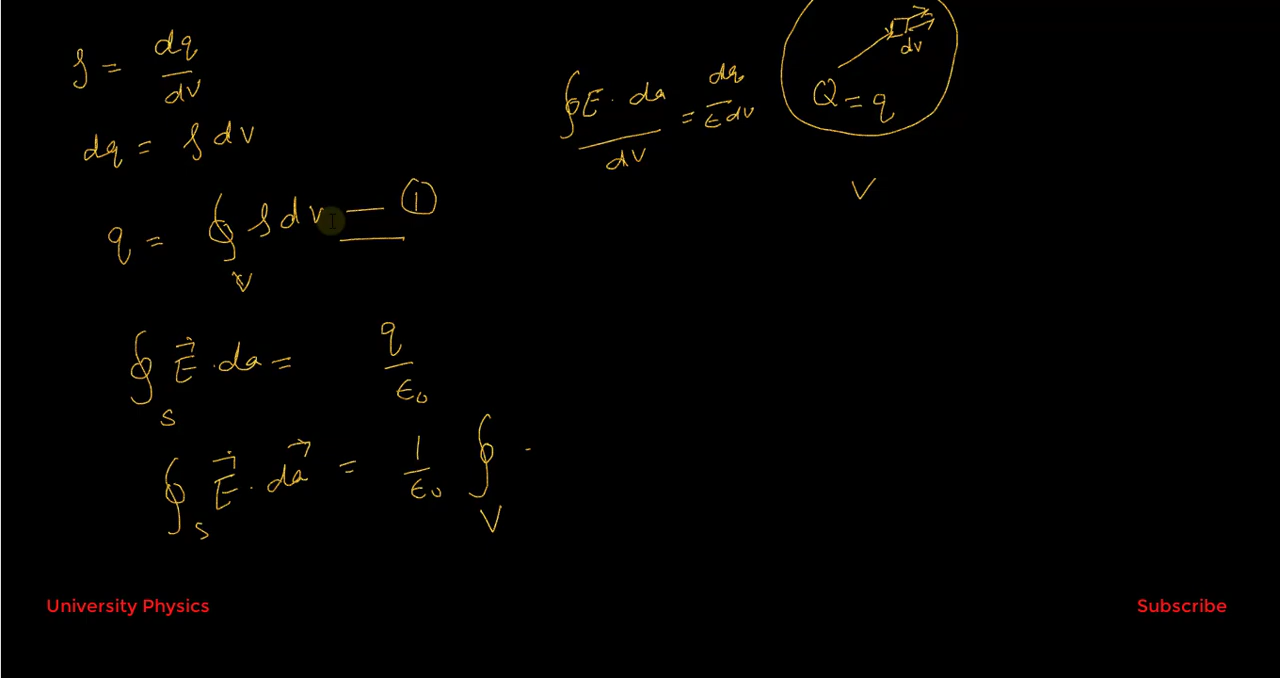 ρ = dq/dv
dq = ρ dv
q = ∮_V ρ dv — ①
∮_S E⃗ · da = q/ε₀
∮_S E⃗ · da⃗ = 1/ε₀ ∮_V
∮ E · da / dv = dq/ε dv
dv
Q = q
V
University Physics
Subscribe